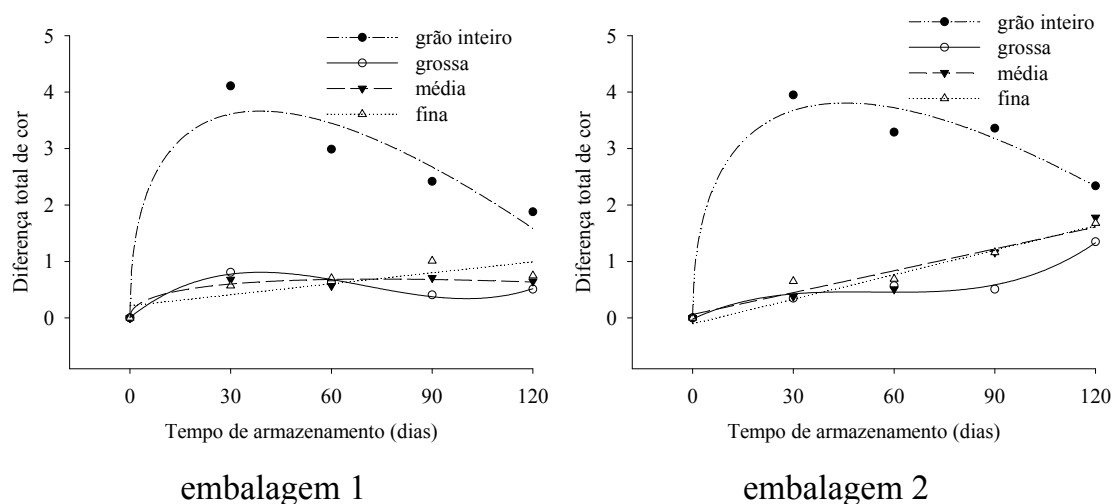 5
4
3
2
1
0
Diferença total de cor
grão inteiro
grossa
média
fina
0 30 60 90 120
Tempo de armazenamento (dias)
embalagem 1
5
4
3
2
1
0
Diferença total de cor
grão inteiro
grossa
média
fina
0 30 60 90 120
Tempo de armazenamento (dias)
embalagem 2